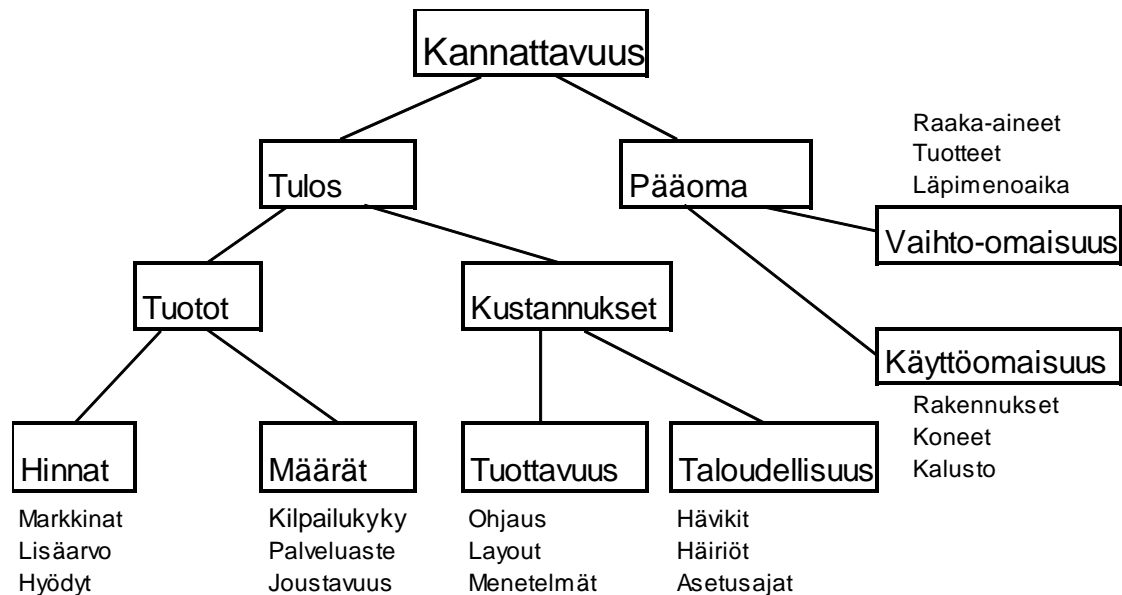 Kannattavuus
Tulos
Pääoma
Raaka-aineet
Tuotteet
Läpimenoaika
Vaihto-omaisuus
Tuotot
Kustannukset
Käyttöomaisuus
Rakennukset
Koneet
Kalusto
Hinnat
Markkinat
Lisäarvo
Hyödyt
Määrät
Kilpailukyky
Palveluaste
Joustavuus
Tuottavuus
Ohjaus
Layout
Menetelmät
Taloudellisuus
Hävikit
Häiriöt
Asetusajat